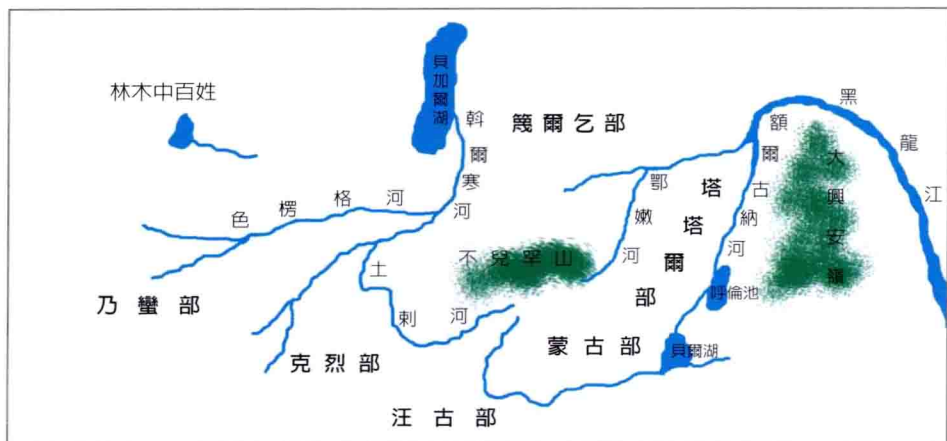 林木中百姓
貝加爾湖
斡爾寒河
篾爾乞部
黑龍江
額爾古納河
大興安嶺
鄂嫩河
塔塔爾部
色楞格河
不兒罕山
土剌河
呼倫池
乃蠻部
克烈部
蒙古部
貝爾湖
汪古部